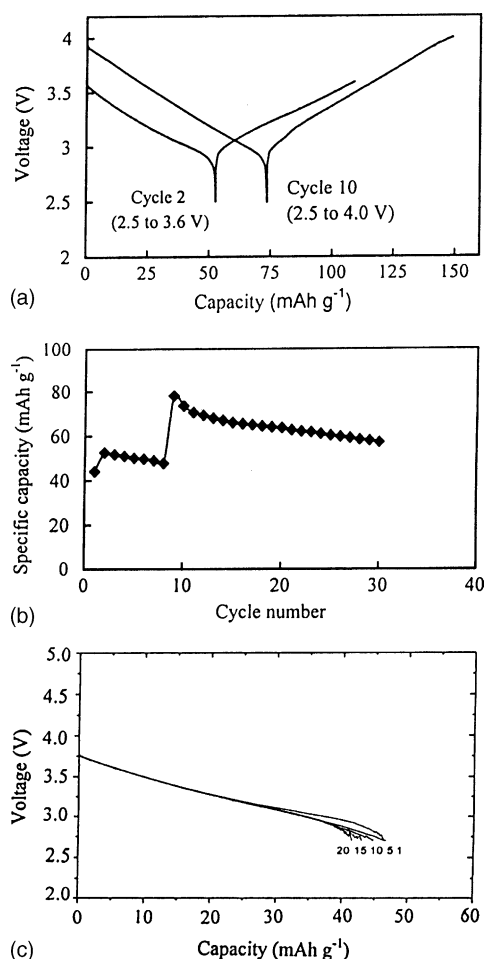 4
3.5
3
2.5
2
Voltage (V)
Cycle 2
(2.5 to 3.6 V)
Cycle 10
(2.5 to 4.0 V)
0 25 50 75 100 125 150
Capacity (mAh g⁻¹)
(a)
100
80
60
40
20
0
Specific capacity (mAh g⁻¹)
0 10 20 30 40
Cycle number
(b)
5.0
4.5
4.0
3.5
3.0
2.5
2.0
Voltage (V)
20 15 10 5 1
0 10 20 30 40 50 60
Capacity (mAh g⁻¹)
(c)